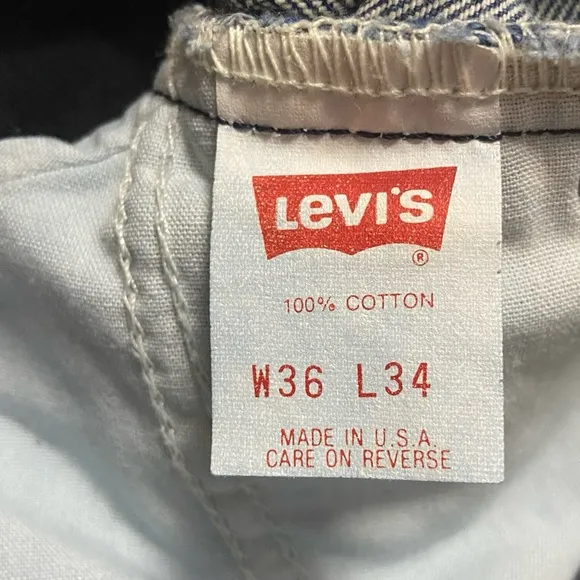 Levi's
®
100% COTTON
W36 L34
MADE IN U.S.A.
CARE ON REVERSE